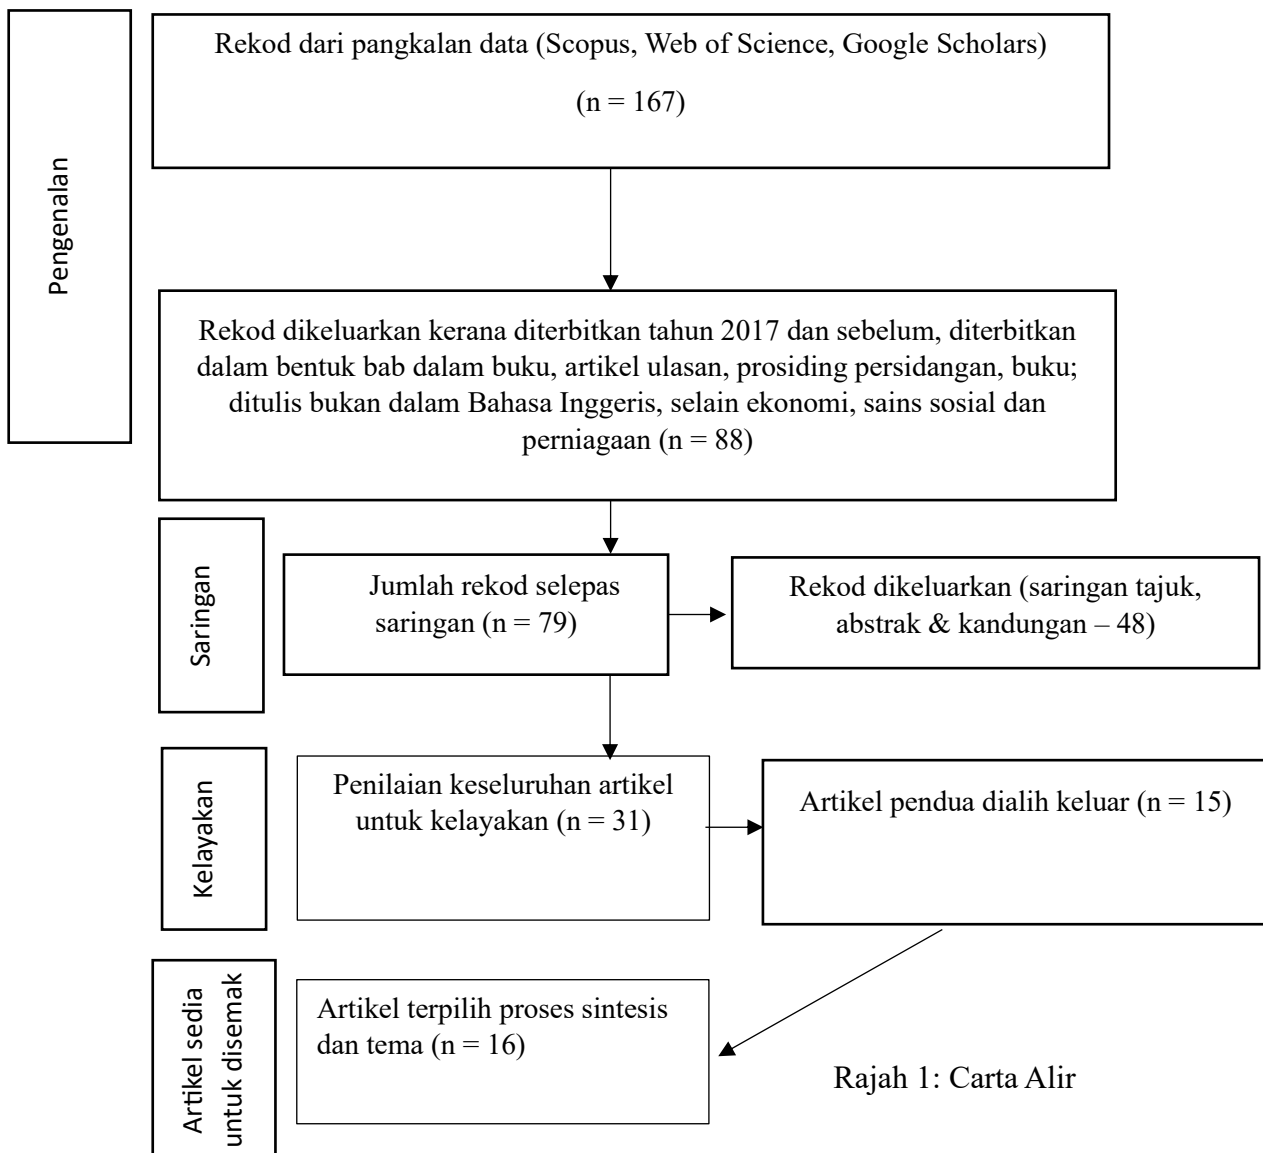 Pengenalan
Rekod dari pangkalan data (Scopus, Web of Science, Google Scholars)
(n = 167)
Rekod dikeluarkan kerana diterbitkan tahun 2017 dan sebelum, diterbitkan
dalam bentuk bab dalam buku, artikel ulasan, prosiding persidangan, buku;
ditulis bukan dalam Bahasa Inggeris, selain ekonomi, sains sosial dan
perniagaan (n = 88)
Saringan
Jumlah rekod selepas
saringan (n = 79)
Rekod dikeluarkan (saringan tajuk,
abstrak & kandungan – 48)
Kelayakan
Penilaian keseluruhan artikel
untuk kelayakan (n = 31)
Artikel pendua dialih keluar (n = 15)
Artikel sedia
untuk disemak
Artikel terpilih proses sintesis
dan tema (n = 16)
Rajah 1: Carta Alir